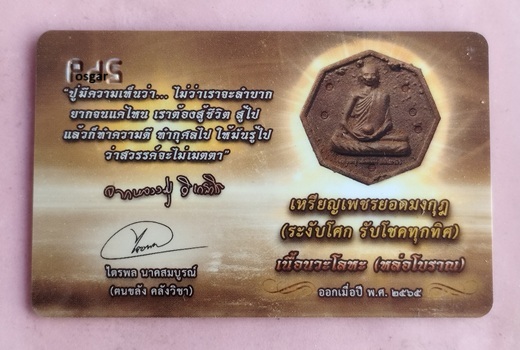 osgar
"ปู่มีความเห็นว่า... ไม่ว่าเราจะลำบาก
ยากจนแค่ไหน เราต้องสู้ชีวิต สู้ไป
แล้วก็ทำความดี ทำกุศลไป ให้มันรู้ไป
ว่าสวรรค์จะไม่เมตตา"
ไตรพล นาคสมบูรณ์
(ฅนขลัง คลังวิชา)
เหรียญเพชรยอดมงกุฎ
(ระงับโศก รับโชคทุกทิศ)
เนื้อนวะโลหะ (หล่อโบราณ)
ออกเมื่อปี พ.ศ. ๒๕๖๕